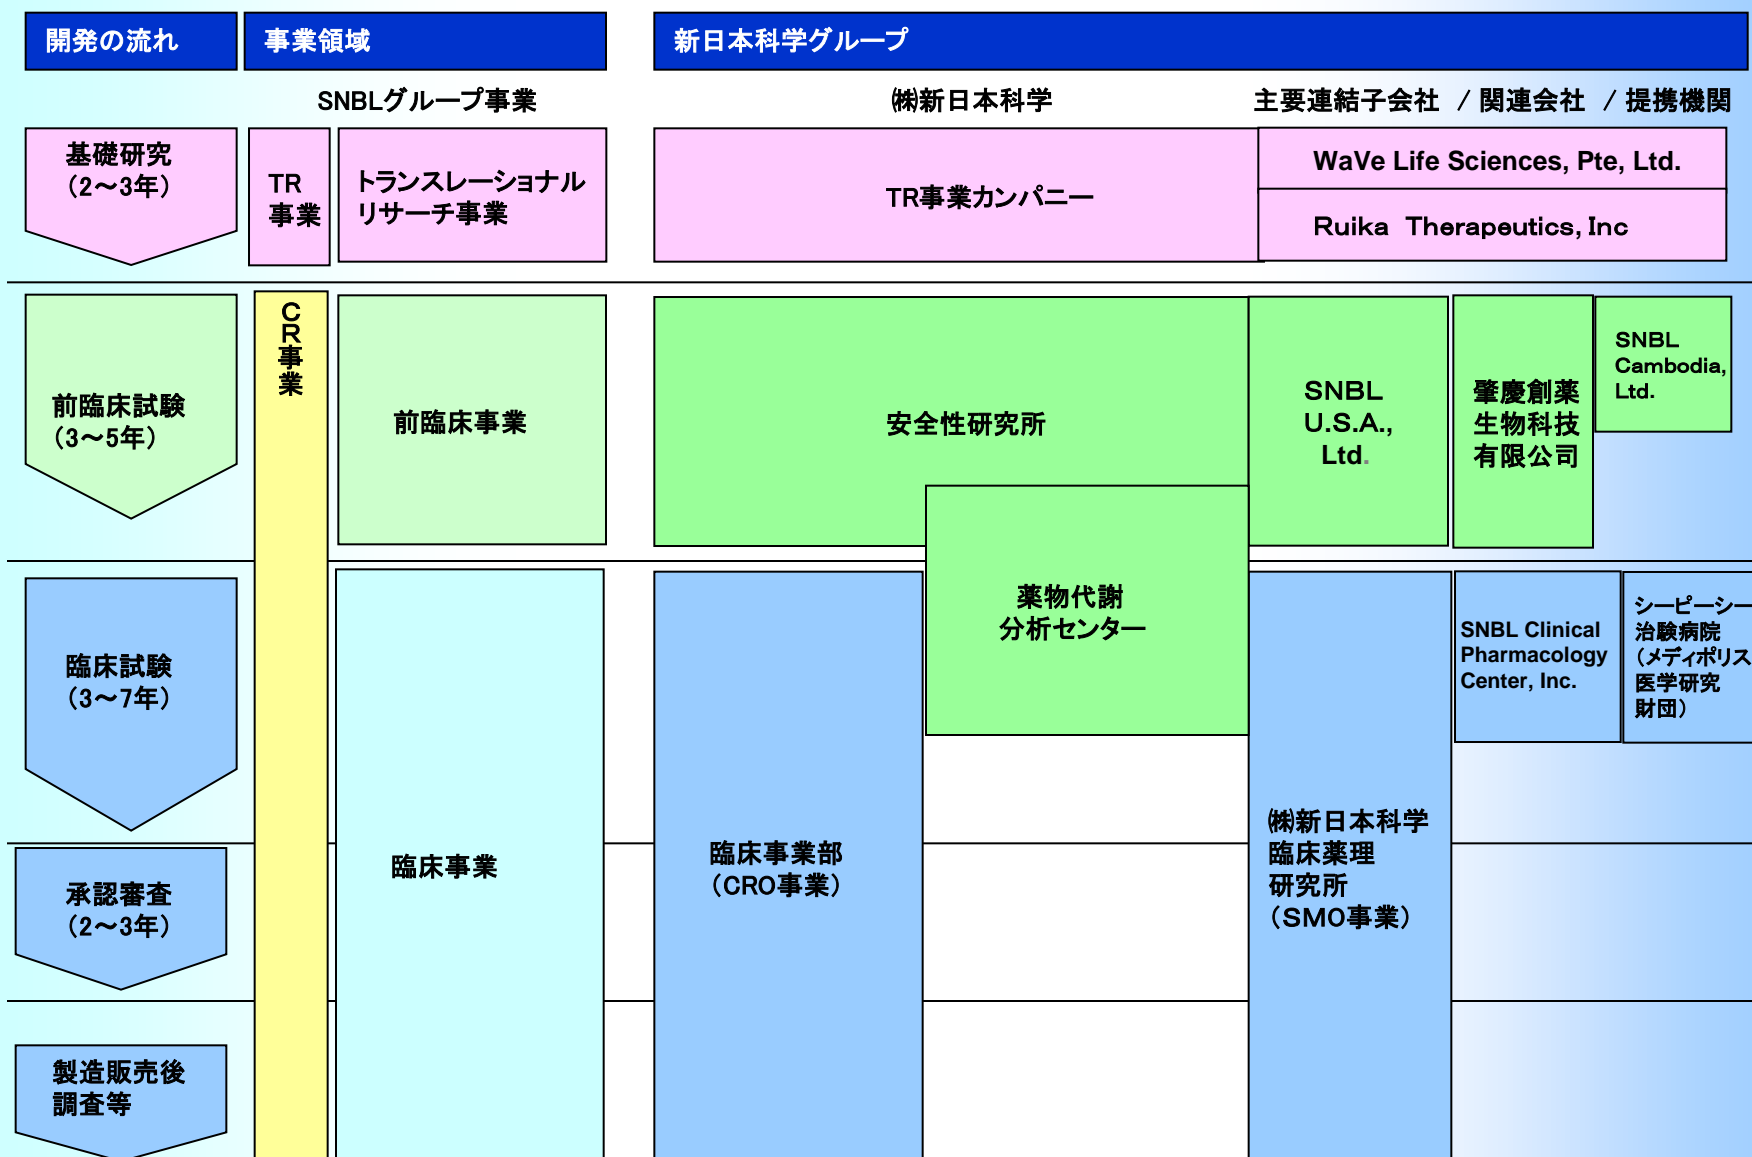 開発の流れ
事業領域
新日本科学グループ
SNBLグループ事業
㈱新日本科学
主要連結子会社 / 関連会社 / 提携機関
基礎研究
（2～3年）
TR
事業
トランスレーショナル
リサーチ事業
TR事業カンパニー
WaVe Life Sciences, Pte, Ltd.
Ruika Therapeutics, Inc
前臨床試験
（3～5年）
CR事業
前臨床事業
安全性研究所
SNBL
U.S.A.,
Ltd.
肇慶創薬
生物科技
有限公司
SNBL
Cambodia,
Ltd.
薬物代謝
分析センター
臨床試験
（3～7年）
臨床事業
臨床事業部
（CRO事業）
㈱新日本科学
臨床薬理
研究所
（SMO事業）
SNBL Clinical
Pharmacology
Center, Inc.
シーピーシー
治験病院
（メディポリス
医学研究
財団）
承認審査
（2～3年）
製造販売後
調査等